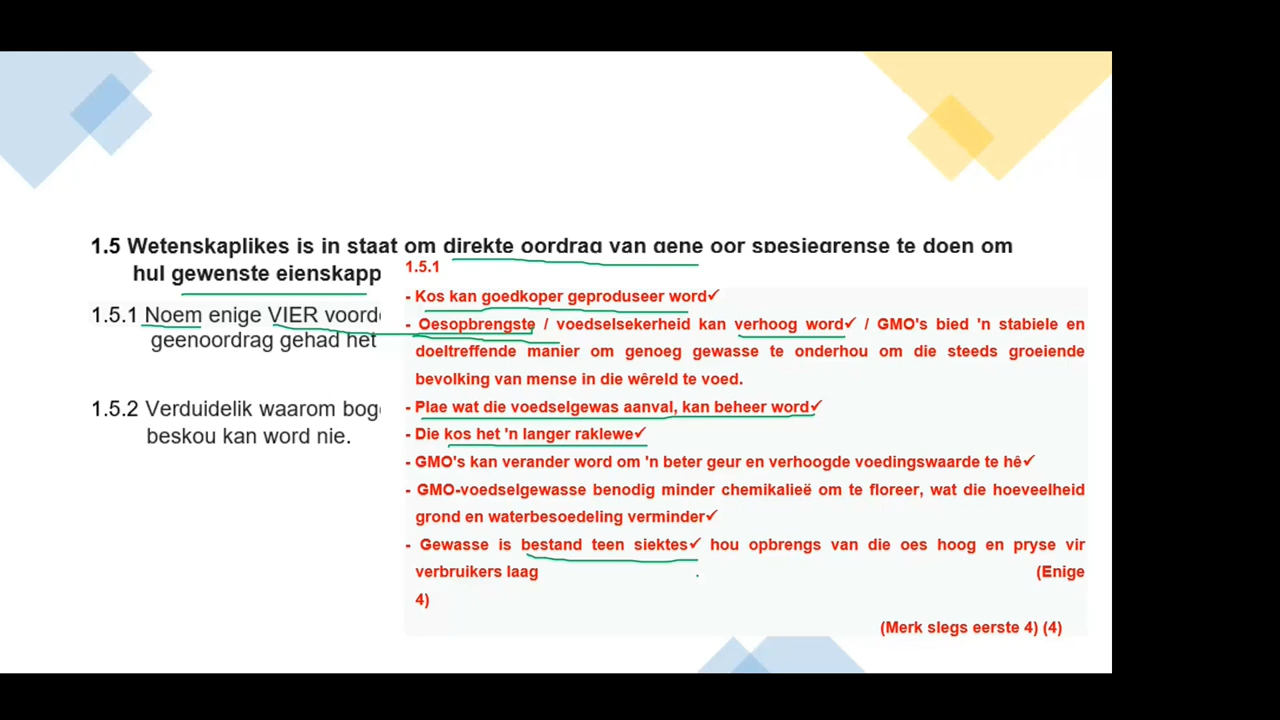 1.5 Wetenskaplikes is in staat om direkte oordrag van gene oor spesiegrense te doen om
hul gewenste eienskapp
1.5.1 Noem enige VIER voord
geenoordrag gehad het
1.5.2 Verduidelik waarom bog
beskou kan word nie.
1.5.1
- Kos kan goedkoper geproduseer word✓
- Oesopbrengste / voedselsekerheid kan verhoog word✓ / GMO's bied 'n stabiele en
doeltreffende manier om genoeg gewasse te onderhou om die steeds groeiende
bevolking van mense in die wêreld te voed.
- Plae wat die voedselgewas aanval, kan beheer word✓
- Die kos het 'n langer raklewe✓
- GMO's kan verander word om 'n beter geur en verhoogde voedingswaarde te hê✓
- GMO-voedselgewasse benodig minder chemikalieë om te floreer, wat die hoeveelheid
grond en waterbesoedeling verminder✓
- Gewasse is bestand teen siektes✓ hou opbrengs van die oes hoog en pryse vir
verbruikers laag . (Enige
4)
(Merk slegs eerste 4) (4)